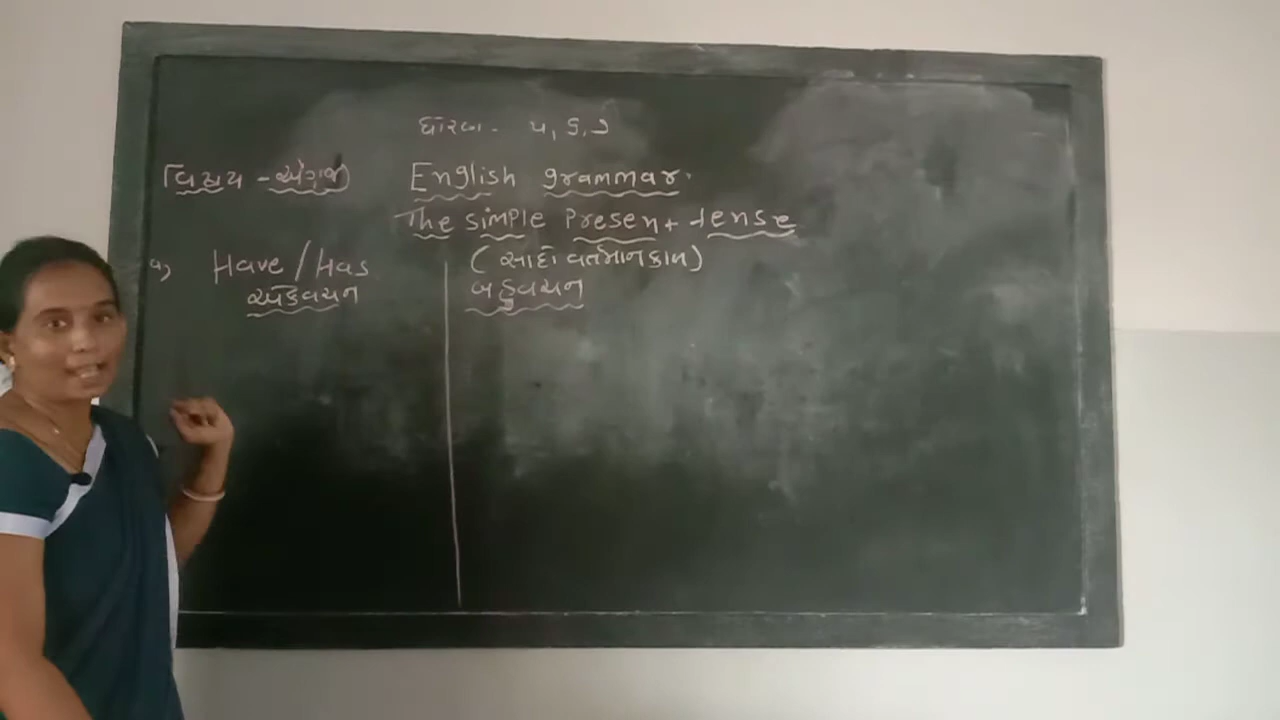 ધોરણ - ૫, ૬, ૭
વિષય - અંગ્રેજી English grammar.
The simple Present tense
૧) Have / Has (સાદો વર્તમાનકાળ)
એકવચન બહુવચન